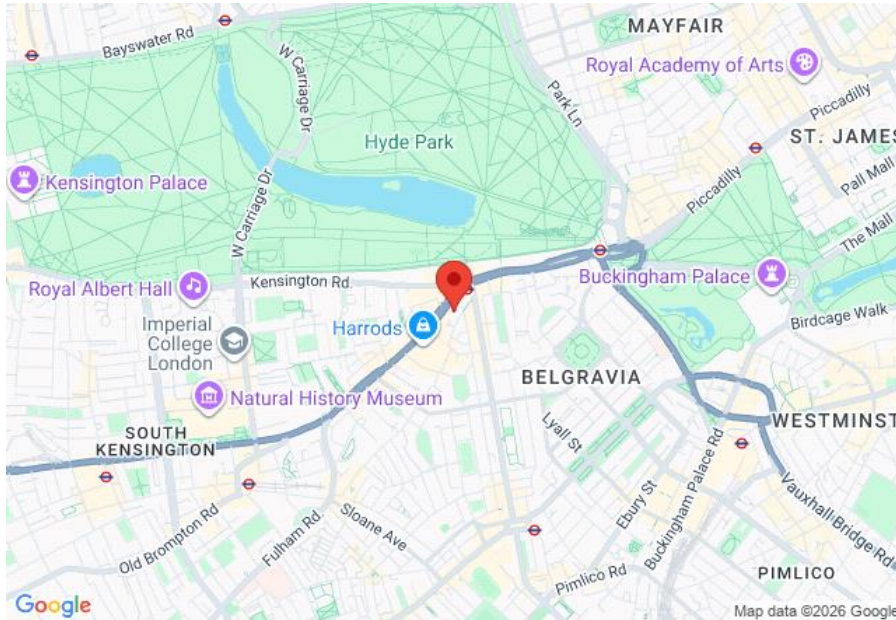 Bayswater Rd
W Carriage Dr
MAYFAIR
Royal Academy of Arts
Park Ln
Piccadilly
ST. JAMES
Hyde Park
Pall Mall
Kensington Palace
W Carriage Dr
Piccadilly
The Mall
Royal Albert Hall
Kensington Rd.
Buckingham Palace
Birdcage Walk
Imperial
College
London
Harrods
BELGRAVIA
Natural History Museum
Lyall St
WESTMINST
SOUTH
KENSINGTON
Buckingham Palace Rd
Ebury St
Vauxhall Bridge Rd
Old Brompton Rd
Fulham Rd.
Sloane Ave
Pimlico Rd
PIMLICO
Google
Map data ©2026 Google